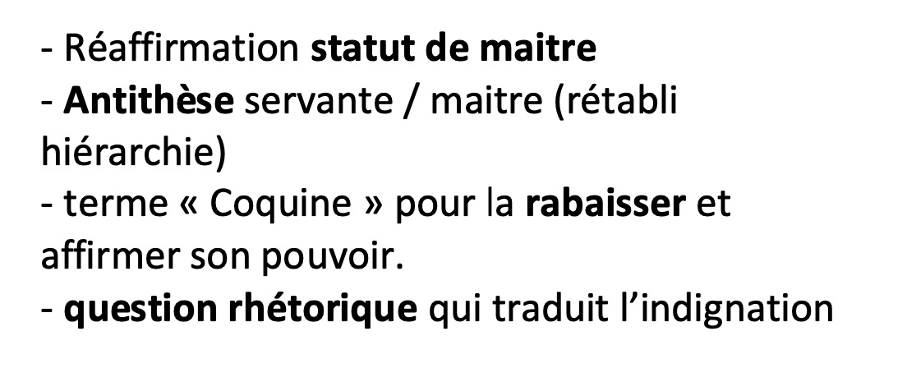 - Réaffirmation statut de maitre
- Antithèse servante / maitre (rétabli
hiérarchie)
- terme « Coquine » pour la rabaisser et
affirmer son pouvoir.
- question rhétorique qui traduit l’indignation